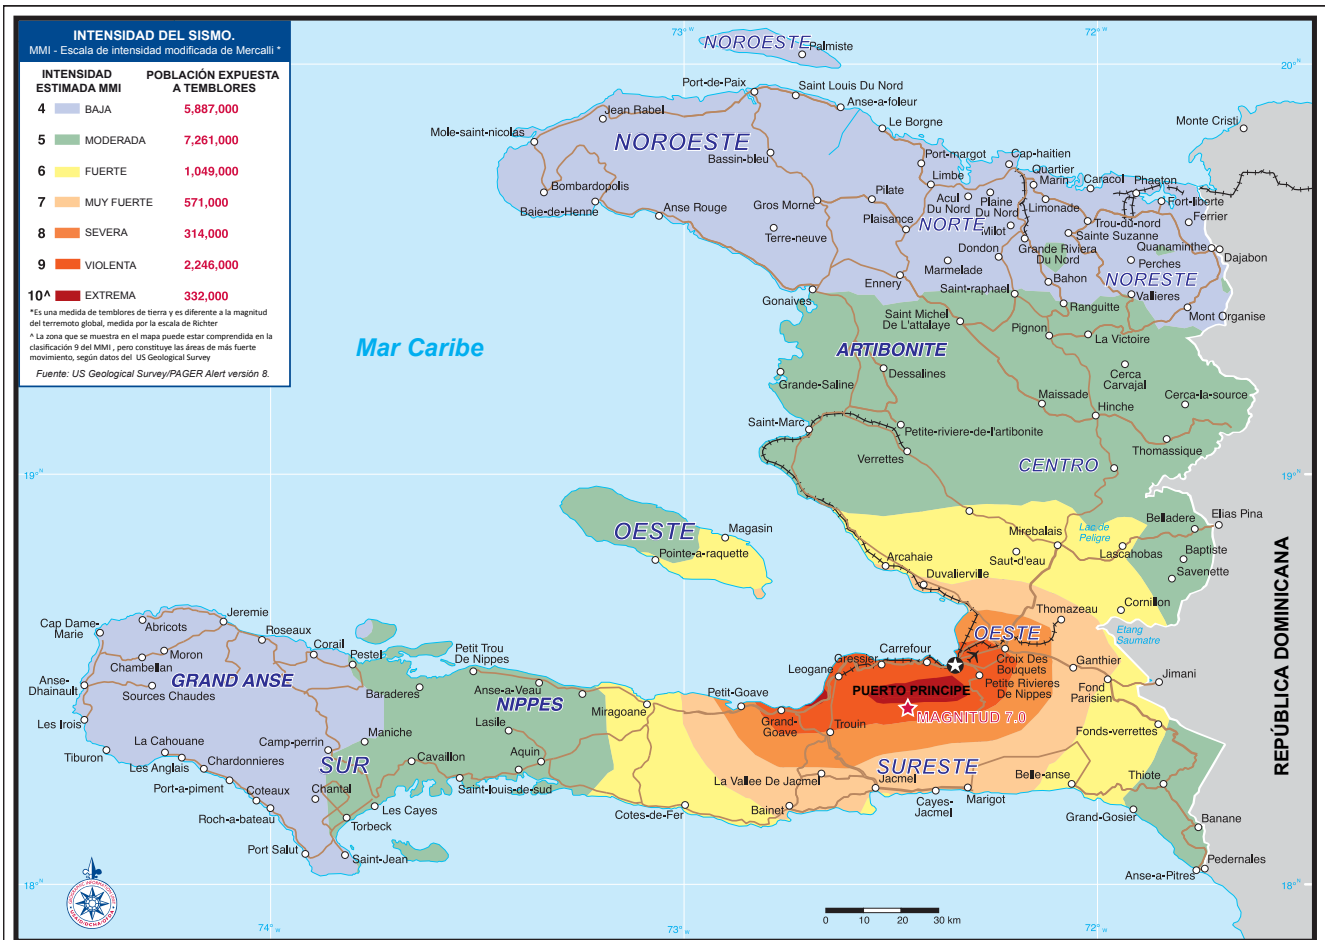 INTENSIDAD DEL SISMO.
MMI - Escala de intensidad modificada de Mercalli *
INTENSIDAD ESTIMADA MMI
POBLACIÓN EXPUESTA A TEMBLORES
4 BAJA 5,887,000
5 MODERADA 7,261,000
6 FUERTE 1,049,000
7 MUY FUERTE 571,000
8 SEVERA 314,000
9 VIOLENTA 2,246,000
10^ EXTREMA 332,000
*Es una medida de temblores de tierra y es diferente a la magnitud
del terremoto global, medida por la escala de Richter
^ La zona que se muestra en el mapa puede estar comprendida en la
clasificación 9 del MMI , pero constituye las áreas de más fuerte
movimiento, según datos del US Geological Survey
Fuente: US Geological Survey/PAGER Alert versión 8.
73° W
72° W
20° N
20° N
NOROESTE
Palmiste
Port-de-Paix
Saint Louis Du Nord
Anse-a-foleur
Jean Rabel
Le Borgne
Mole-saint-nicolas
NOROESTE
Bassin-bleu
Port-margot
Cap-haitien
Monte Cristi
Limbe
Quartier
Marin
Caracol
Phaeton
Bombardopolis
Baie-de-Henne
Anse Rouge
Gros Morne
Pilate
Acul
Du Nord
Plaine
Du Nord
Limonade
Fort-liberte
Ferrier
Plaisance
NORTE
Milot
Trou-du-nord
Sainte Suzanne
Terre-neuve
Dondon
Grande Riviera
Du Nord
Quanaminthe
Dajabon
Perches
Marmelade
Ennery
Saint-raphael
Bahon
NORESTE
Vallieres
Gonaives
Ranguitte
Mont Organise
Saint Michel
De L'attalaye
Pignon
La Victoire
Mar Caribe
ARTIBONITE
Dessalines
Grande-Saline
Cerca
Carvajal
Maissade
Hinche
Cerca-la-source
Saint-Marc
Petite-riviere-de-l'artibonite
Thomassique
Verrettes
CENTRO
19° N
19° N
OESTE
Magasin
Pointe-a-raquette
Mirebalais
Lac de
Peligre
Belladere
Elias Pina
Arcahaie
Saut-d'eau
Lascahobas
Baptiste
Duvalierville
Savenette
REPÚBLICA DOMINICANA
Thomazeau
Cornillon
Cap Dame-
Marie
Abricots
Jeremie
Roseaux
Corail
Petit Trou
De Nippes
OESTE
Etang
Saumatre
Moron
Chambellan
Pestel
Gressier
Carrefour
Croix Des
Bouquets
Ganthier
Leogane
Anse-
Dhainault
Sources Chaudes
GRAND ANSE
Baraderes
Anse-a-Veau
NIPPES
Petit-Goave
PUERTO PRINCIPE
Petite Rivieres
De Nippes
Fond
Parisien
Jimani
Miragoane
Les Irois
Lasile
Grand-
Goave
Trouin
MAGNITUD 7.0
Fonds-verrettes
Tiburon
La Cahouane
Camp-perrin
Maniche
Les Anglais
Chardonnieres
SUR
Cavaillon
Aquin
La Vallee De Jacmel
SURESTE
Jacmel
Belle-anse
Thiote
Port-a-piment
Coteaux
Chantal
Saint-louis-de-sud
Les Cayes
Cotes-de-Fer
Bainet
Cayes-
Jacmel
Marigot
Grand-Gosier
Roch-a-bateau
Torbeck
Banane
Port Salut
Saint-Jean
Pedernales
Anse-a-Pitres
18° N
18° N
0 10 20 30 km
74° W
73° W
72° W